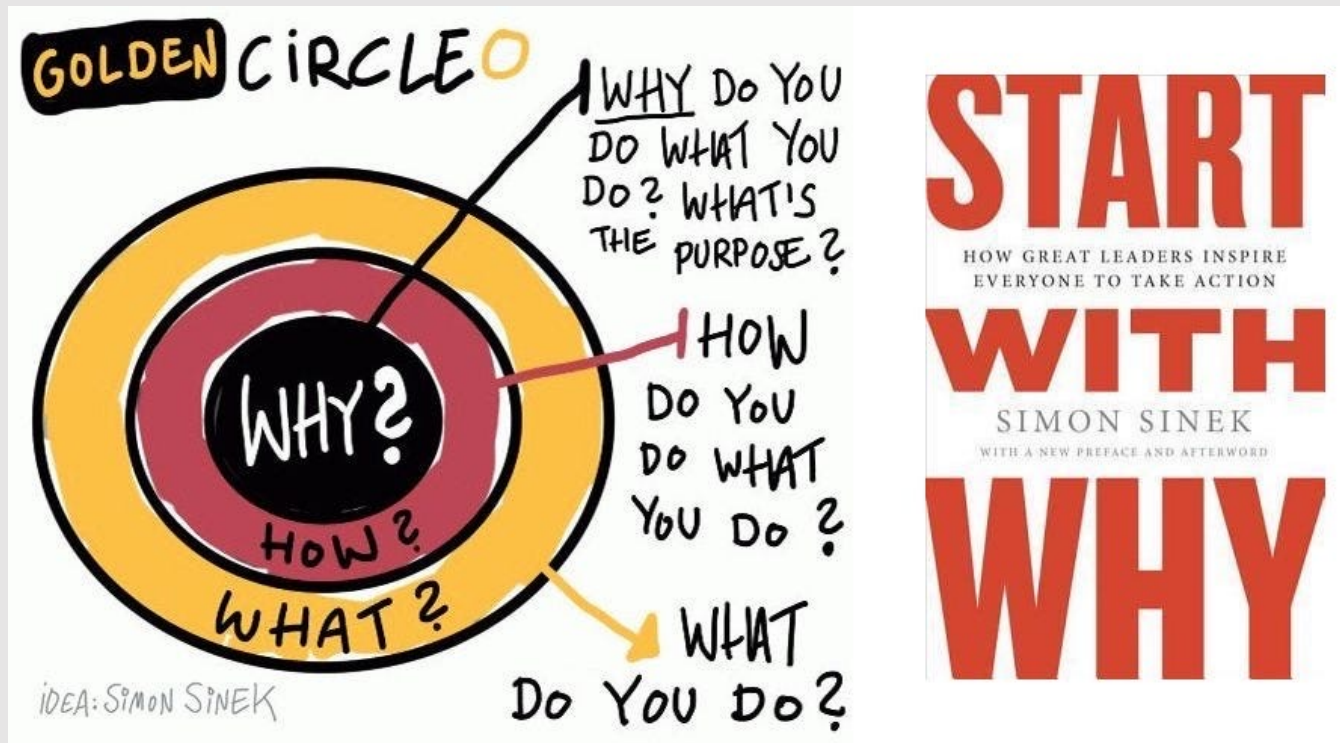 GOLDEN CIRCLE
WHY DO YOU
DO WHAT YOU
DO? WHAT'S
THE PURPOSE?
HOW
DO YOU
DO WHAT
YOU DO?
WHAT
DO YOU DO?
WHY?
HOW?
WHAT?
IDEA: SIMON SINEK
START
HOW GREAT LEADERS INSPIRE
EVERYONE TO TAKE ACTION
WITH
SIMON SINEK
WITH A NEW PREFACE AND AFTERWORD
WHY